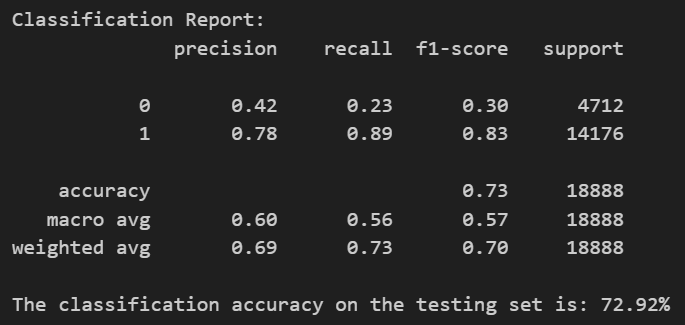 Classification Report:
precision recall f1-score support
0 0.42 0.23 0.30 4712
1 0.78 0.89 0.83 14176
accuracy 0.73 18888
macro avg 0.60 0.56 0.57 18888
weighted avg 0.69 0.73 0.70 18888
The classification accuracy on the testing set is: 72.92%